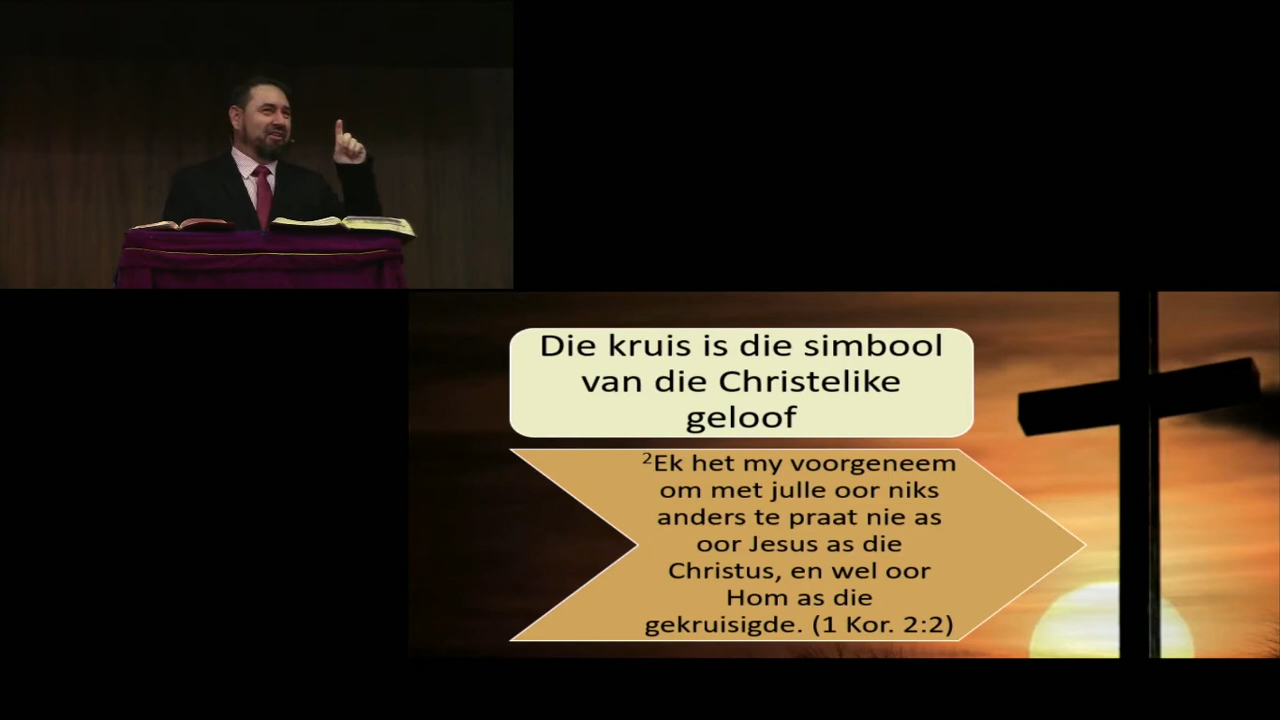 Die kruis is die simbool
van die Christelike
geloof
²Ek het my voorgeneem
om met julle oor niks
anders te praat nie as
oor Jesus as die
Christus, en wel oor
Hom as die
gekruisigde. (1 Kor. 2:2)